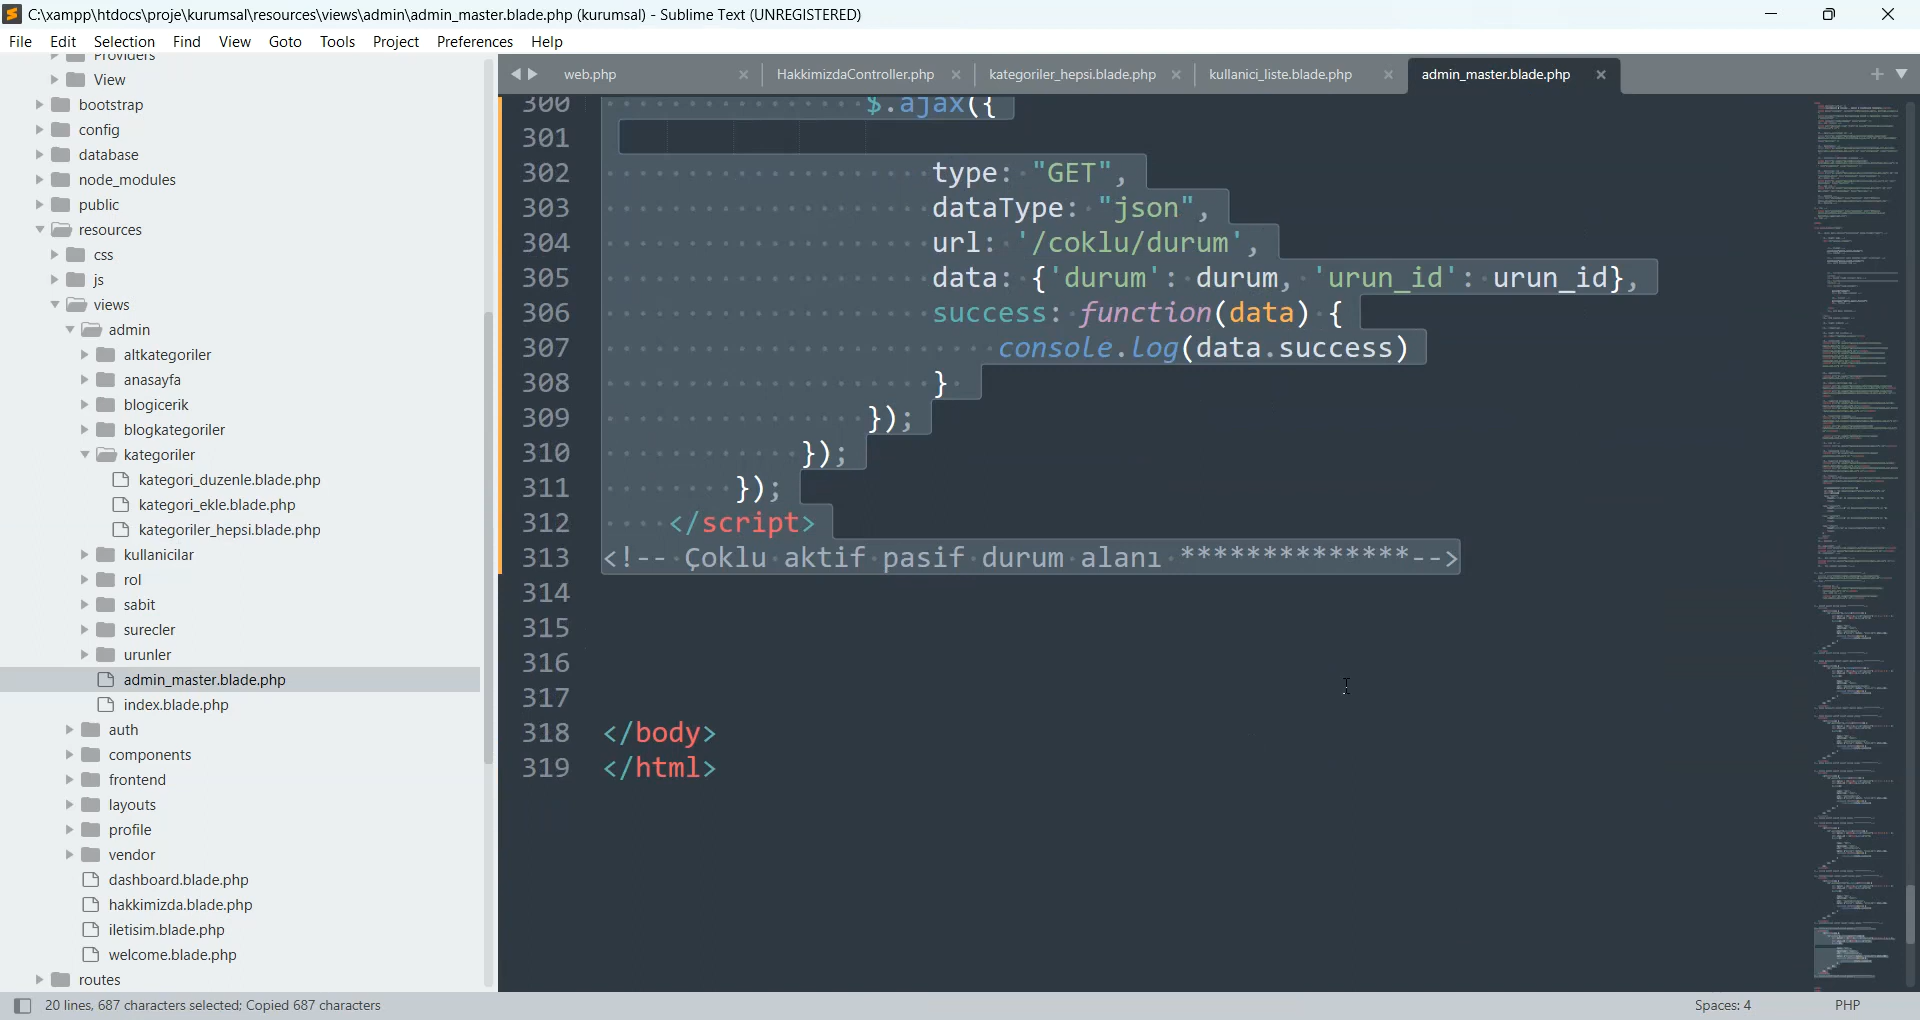 C:\xampp\htdocs\proje\kurumsal\resources\views\admin\admin_master.blade.php (kurumsal) - Sublime Text (UNREGISTERED)
File Edit Selection Find View Goto Tools Project Preferences Help
Providers
View
bootstrap
config
database
node_modules
public
resources
css
js
views
admin
altkategoriler
anasayfa
blogicerik
blogkategoriler
kategoriler
kategori_duzenle.blade.php
kategori_ekle.blade.php
kategoriler_hepsi.blade.php
kullanicilar
rol
sabit
surecler
urunler
admin_master.blade.php
index.blade.php
auth
components
frontend
layouts
profile
vendor
dashboard.blade.php
hakkimizda.blade.php
iletisim.blade.php
welcome.blade.php
routes
web.php HakkimizdaController.php kategoriler_hepsi.blade.php kullanici_liste.blade.php admin_master.blade.php
300 $.ajax({
301
302 type: "GET",
303 dataType: "json",
304 url: '/coklu/durum',
305 data: {'durum': durum, 'urun_id': urun_id},
306 success: function(data) {
307 console.log(data.success)
308 }
309 });
310 });
311 });
312 </script>
313 <!-- Çoklu aktif pasif durum alanı **************-->
314
315
316
317
318 </body>
319 </html>
20 lines, 687 characters selected; Copied 687 characters
Spaces: 4 PHP